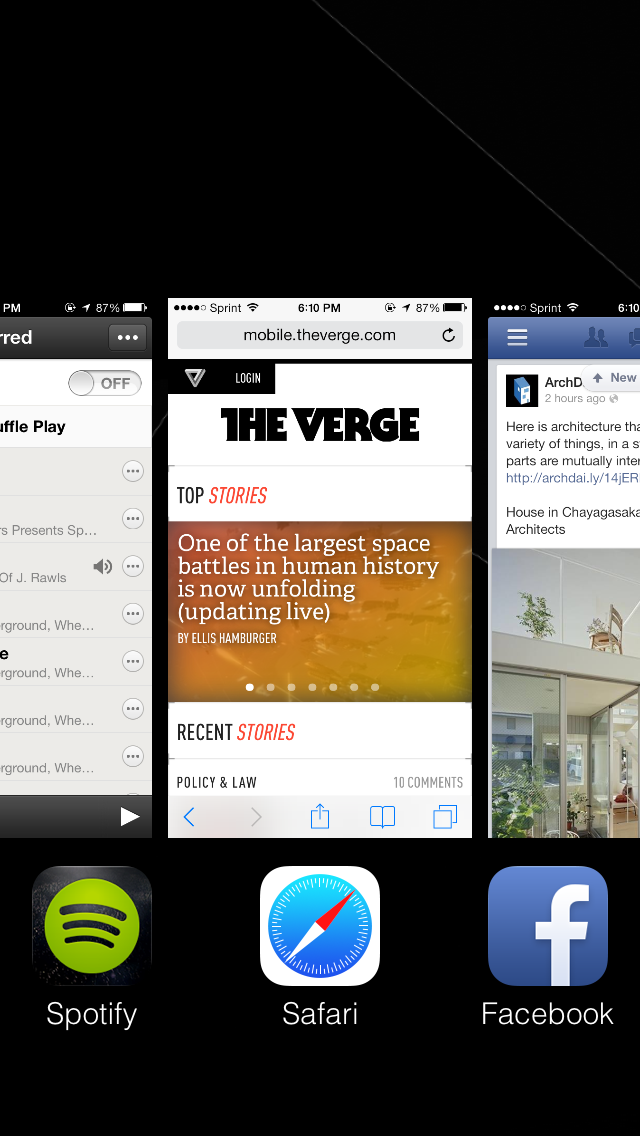 PM 87%
rred
OFF
uffle Play
rs Presents Sp...
Of J. Rawls
rground, Whe...
e
rground, Whe...
rground, Whe...
rground, Whe...
Sprint 6:10 PM 87%
mobile.theverge.com
LOGIN
THE VERGE
TOP STORIES
One of the largest space
battles in human history
is now unfolding
(updating live)
BY ELLIS HAMBURGER
RECENT STORIES
POLICY & LAW 10 COMMENTS
Sprint 6:10
ArchD
New
2 hours ago
Here is architecture tha
variety of things, in a s
parts are mutually inter
http://archdai.ly/14jER
House in Chayagasaka
Architects
Spotify Safari Facebook